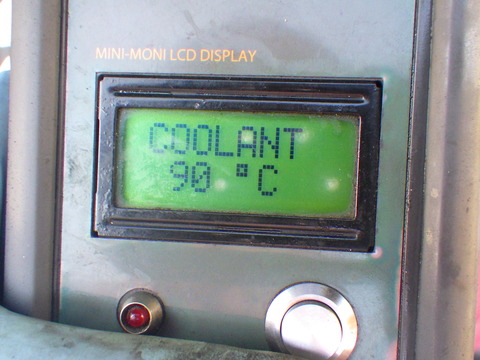 MINI-MONI LCD DISPLAY
COOLANT
90 °C